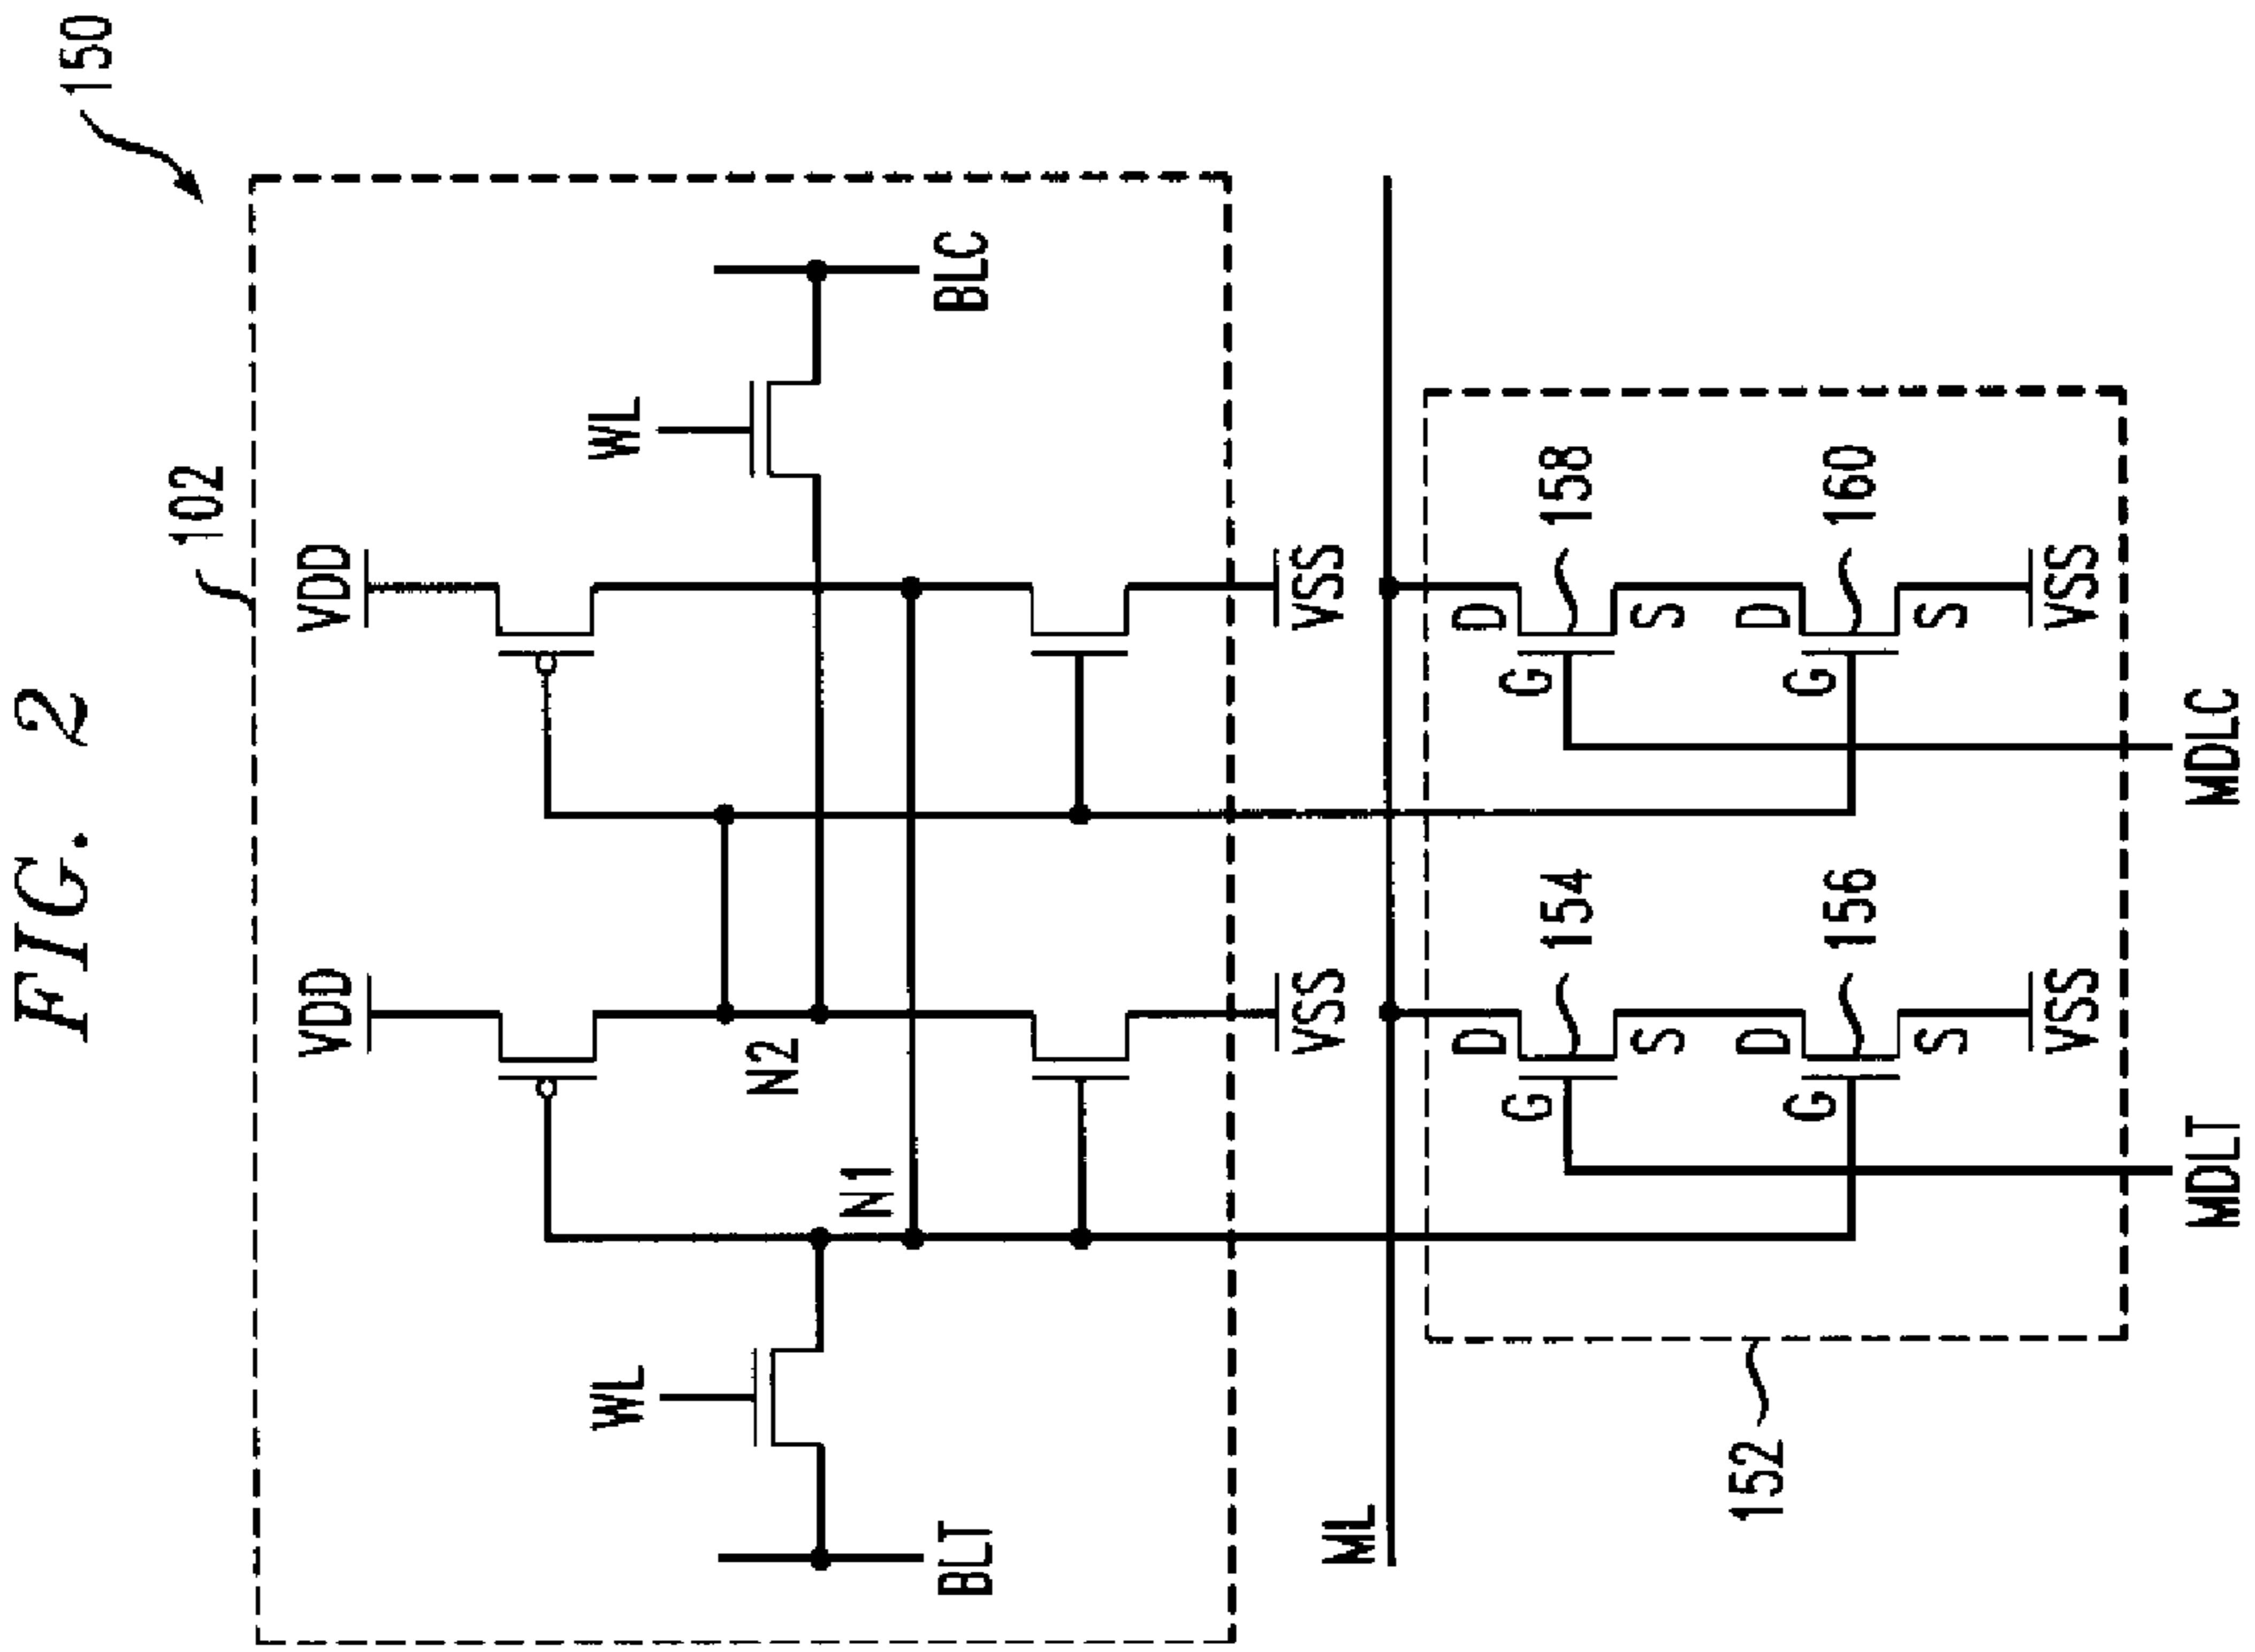 FIG. 2
150
102
VDD
VDD
WL
WL
N2
N1
BLT
BLC
VSS
VSS
ML
D
D
G
154
G
158
S
S
D
D
G
156
G
160
S
S
VSS
VSS
152
MDLT
MDLC